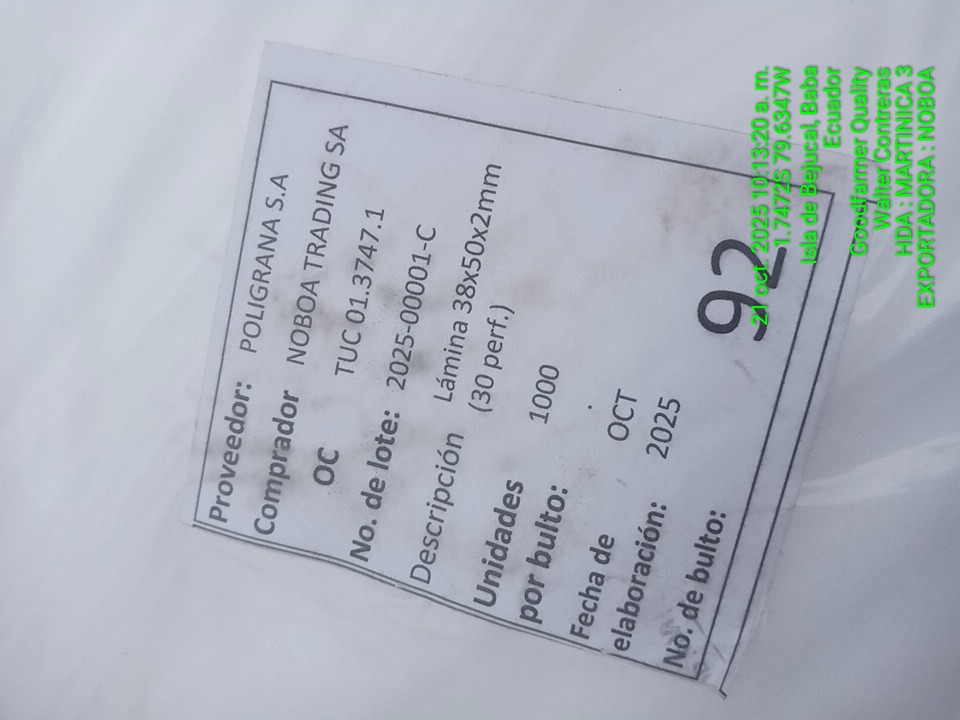 Proveedor: POLIGRANA S.A
Comprador NOBOA TRADING SA
OC TUC 01.3747.1
No. de lote: 2025-00001-C
Descripción Lámina 38x50x2mm
(30 perf.)
Unidades
por bulto: 1000
.
Fecha de OCT
elaboración: 2025
No. de bulto: 92
21 oct. 2025 10:13:20 a. m.
1.7472S 79.6347W
Isla de Bejucal, Baba
Ecuador
Goodfarmer Quality
Walter Contreras
HDA : MARTINICA 3
EXPORTADORA : NOBOA